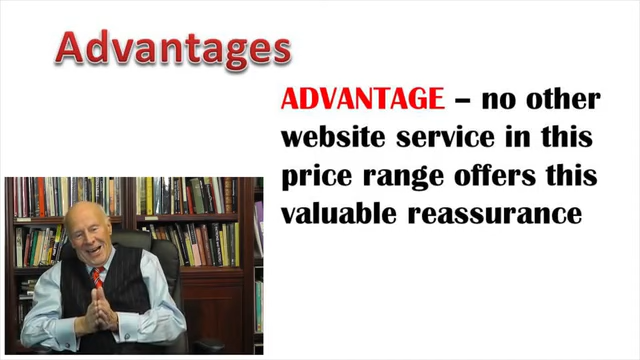 Advantages
ADVANTAGE – no other
website service in this
price range offers this
valuable reassurance